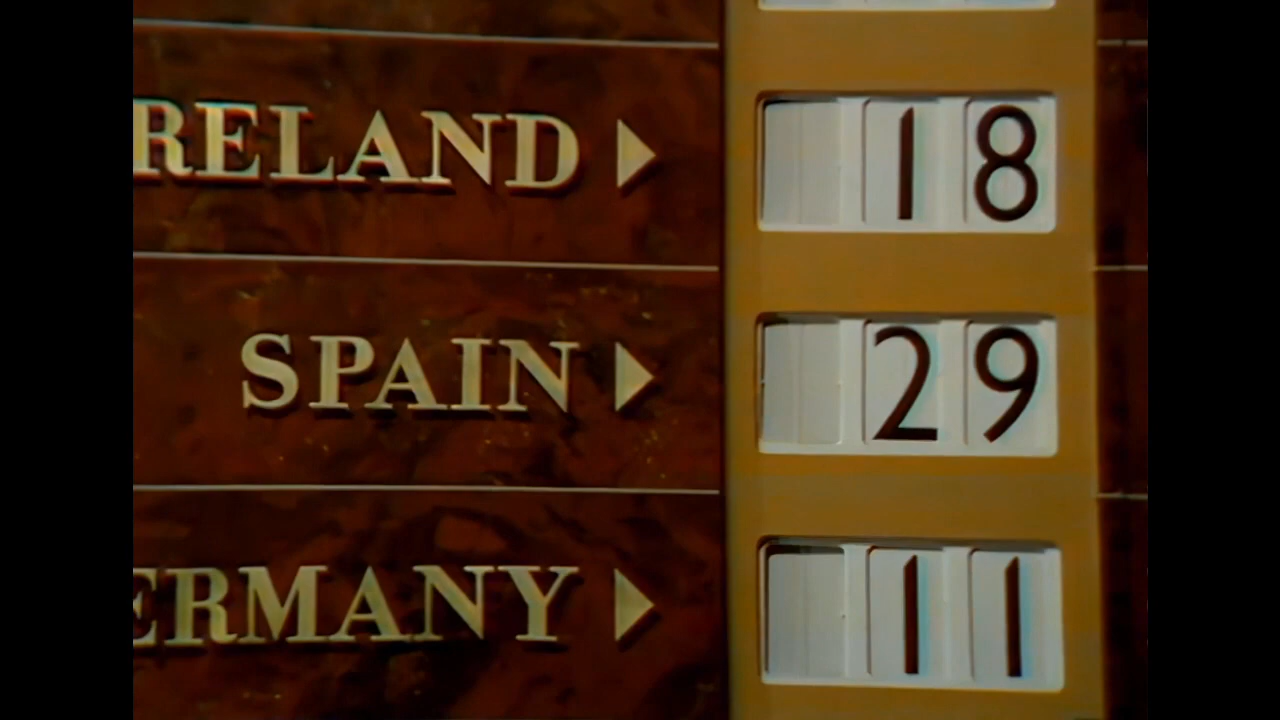 RELAND ▶ 18
SPAIN ▶ 29
ERMANY ▶ 11